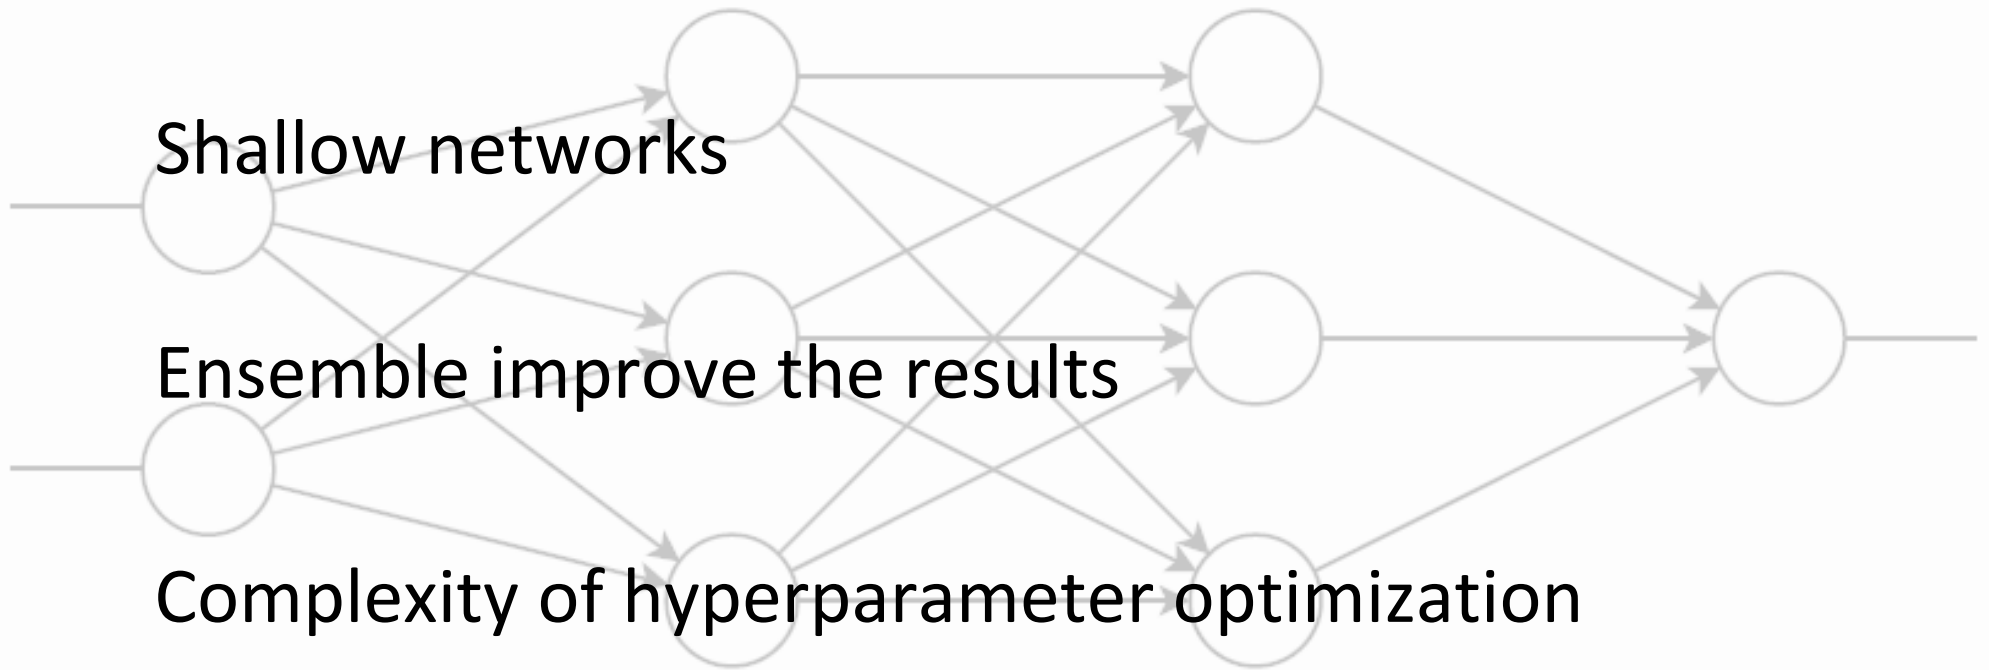 Shallow networks
Ensemble improve the results
Complexity of hyperparameter optimization